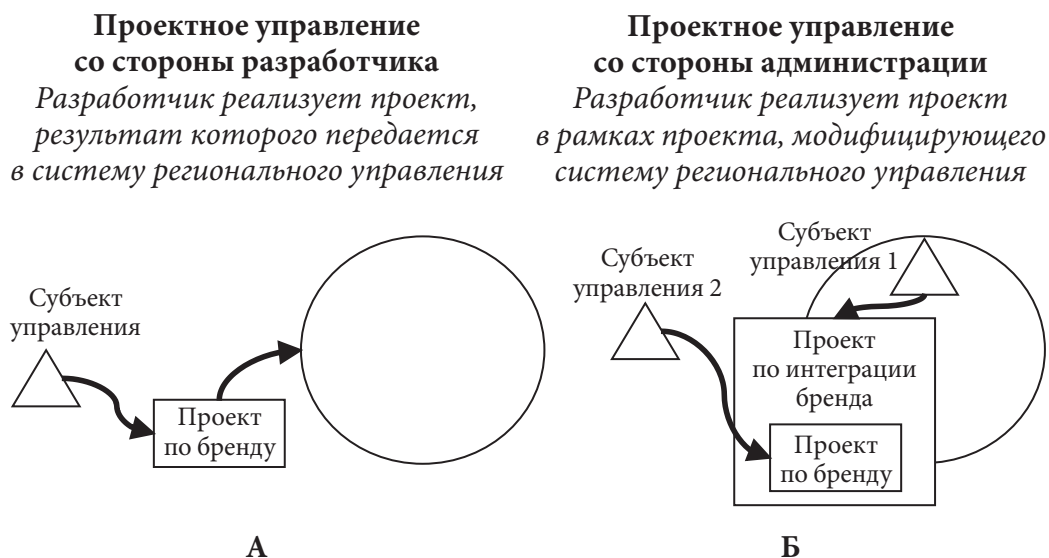 Проектное управление
со стороны разработчика
Разработчик реализует проект,
результат которого передается
в систему регионального управления
Субъект
управления
Проект
по бренду
А
Проектное управление
со стороны администрации
Разработчик реализует проект
в рамках проекта, модифицирующего
систему регионального управления
Субъект
управления 1
Субъект
управления 2
Проект
по интеграции
бренда
Проект
по бренду
Б